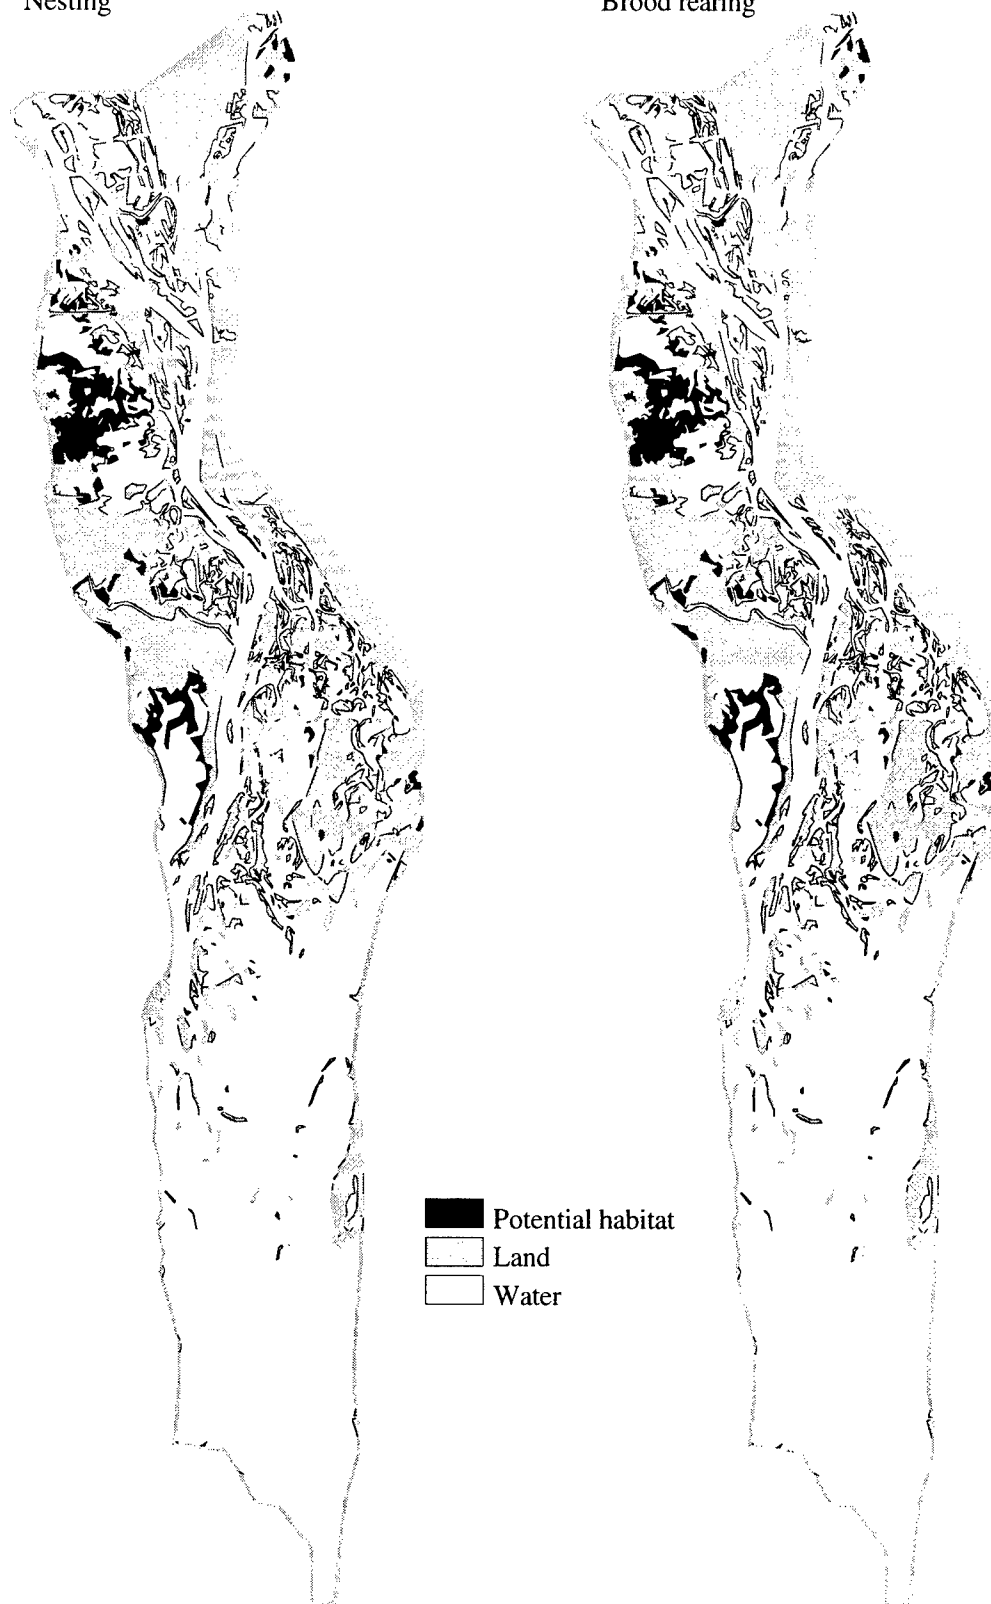 Nesting
Brood rearing
Potential habitat
Land
Water